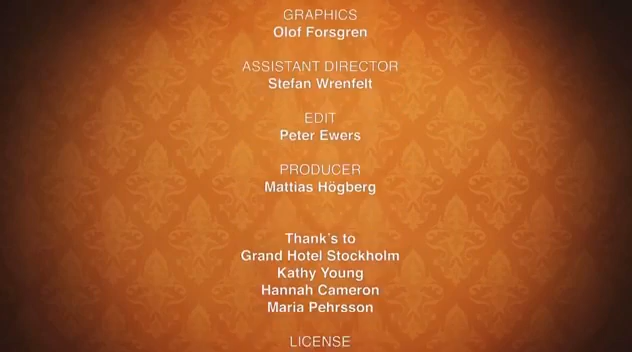 GRAPHICS
Olof Forsgren
ASSISTANT DIRECTOR
Stefan Wrenfelt
EDIT
Peter Ewers
PRODUCER
Mattias Högberg
Thank's to
Grand Hotel Stockholm
Kathy Young
Hannah Cameron
Maria Pehrsson
LICENSE